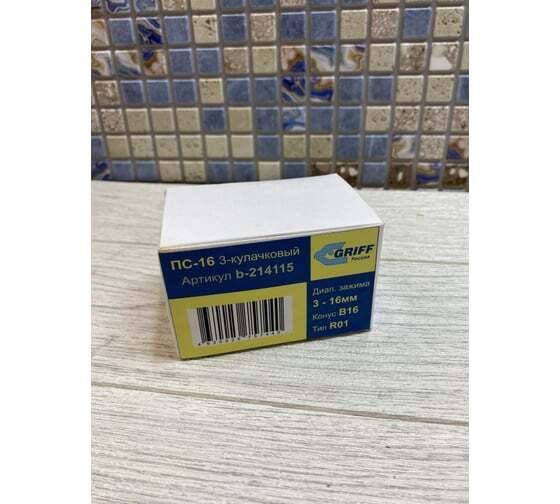 ПС-16 3-кулачковый
Артикул b-214115
GRIFF
Россия
Диап. зажима
3 - 16мм
Конус B16
Тип R01